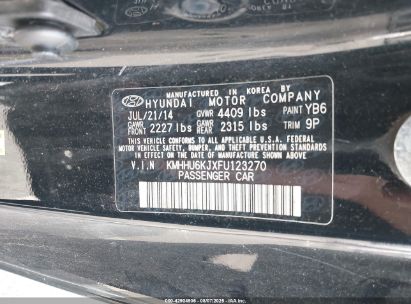 MANUFACTURED IN KOREA BY
HYUNDAI MOTOR COMPANY
JUL/21/14 GVWR 4409 lbs PAINT YB6
GAWR FRONT 2227 lbs GAWR REAR 2315 lbs TRIM 9P
THIS VEHICLE CONFORMS TO ALL APPLICABLE U.S.A. FEDERAL
MOTOR VEHICLE SAFETY, BUMPER, AND THEFT PREVENTION
STANDARDS IN EFFECT ON THE DATE OF MANUFACTURE SHOWN ABOVE.
V.I.N KMHHU6KJXFU123270
PASSENGER CAR